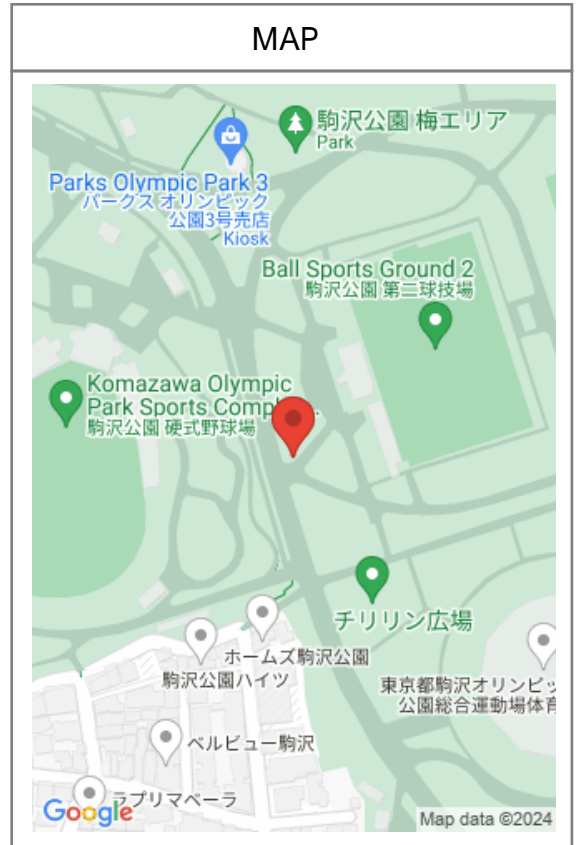 MAP
駒沢公園 梅エリア
Park
Parks Olympic Park 3
パークス オリンピック
公園3号売店
Kiosk
Ball Sports Ground 2
駒沢公園 第二球技場
Komazawa Olympic
Park Sports Compl...
駒沢公園 硬式野球場
チリリン広場
ホームズ駒沢公園
駒沢公園ハイツ
東京都駒沢オリンピッ
公園総合運動場体育
ベルビュー駒沢
ラプリマベーラ
Google
Map data ©2024